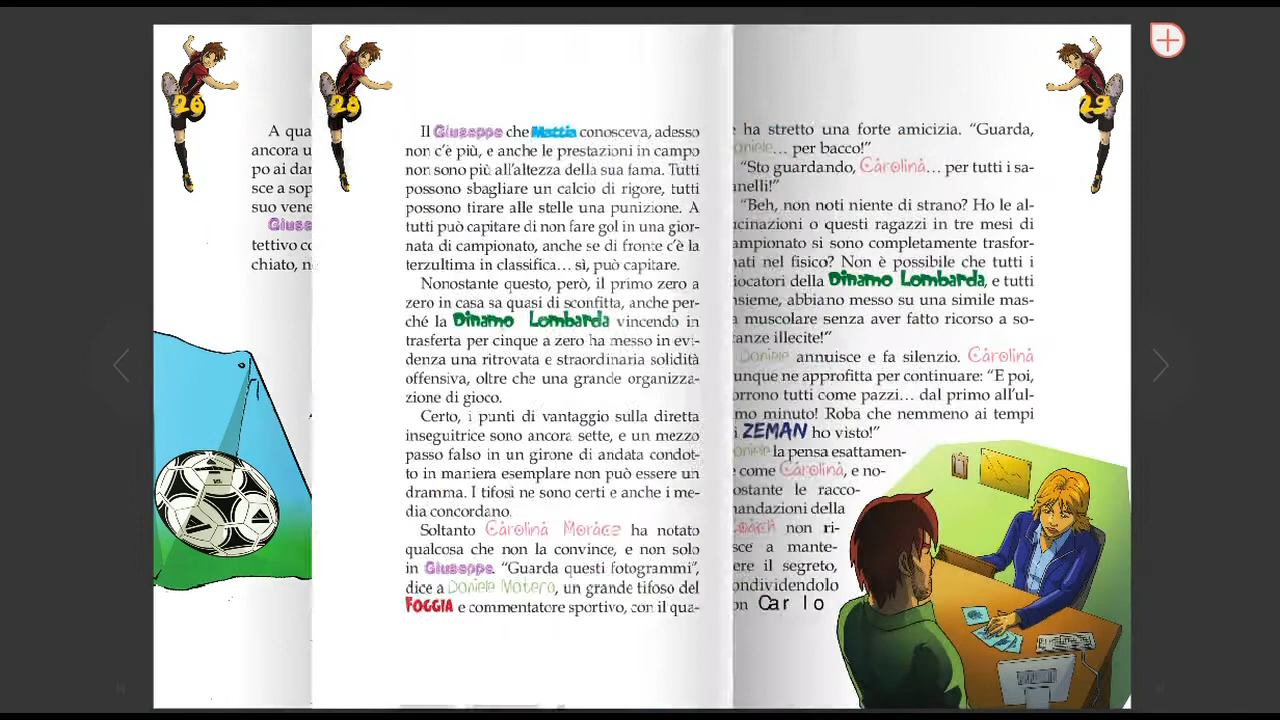 26
A qua
ancora u
po ai dar
sce a sop
suo vene
Giuse
tettivo co
chiato, n
28
Il Giuseppe che Mattia conosceva, adesso
non c'è più, e anche le prestazioni in campo
non sono più all'altezza della sua fama. Tutti
possono sbagliare un calcio di rigore, tutti
possono tirare alle stelle una punizione. A
tutti può capitare di non fare gol in una gior-
nata di campionato, anche se di fronte c'è la
terzultima in classifica… sì, può capitare.
Nonostante questo, però, il primo zero a
zero in casa sa quasi di sconfitta, anche per-
ché la Dinamo Lombarda vincendo in
trasferta per cinque a zero ha messo in evi-
denza una ritrovata e straordinaria solidità
offensiva, oltre che una grande organizza-
zione di gioco.
Certo, i punti di vantaggio sulla diretta
inseguitrice sono ancora sette, e un mezzo
passo falso in un girone di andata condot-
to in maniera esemplare non può essere un
dramma. I tifosi ne sono certi e anche i me-
dia concordano.
Soltanto Carolina Morace ha notato
qualcosa che non la convince, e non solo
in Giuseppe. "Guarda questi fotogrammi",
dice a Daniele Matero, un grande tifoso del
FOGGIA e commentatore sportivo, con il qua-
29
e ha stretto una forte amicizia. "Guarda,
aniele… per bacco!"
"Sto guardando, Carolina… per tutti i sa-
anelli!"
"Beh, non noti niente di strano? Ho le al-
ucinazioni o questi ragazzi in tre mesi di
ampionato si sono completamente trasfor-
nati nel fisico? Non è possibile che tutti i
iocatori della Dinamo Lombarda, e tutti
nsieme, abbiano messo su una simile mas-
a muscolare senza aver fatto ricorso a so-
tanze illecite!"
Daniele annuisce e fa silenzio. Carolina
unque ne approfitta per continuare: "E poi,
orrono tutti come pazzi… dal primo all'ul-
mo minuto! Roba che nemmeno ai tempi
i ZEMAN ho visto!"
aniele la pensa esattamen-
e come Carolina, e no-
ostante le racco-
mandazioni della
non ri-
sce a mante-
ere il segreto,
ondividendolo
on Carlo